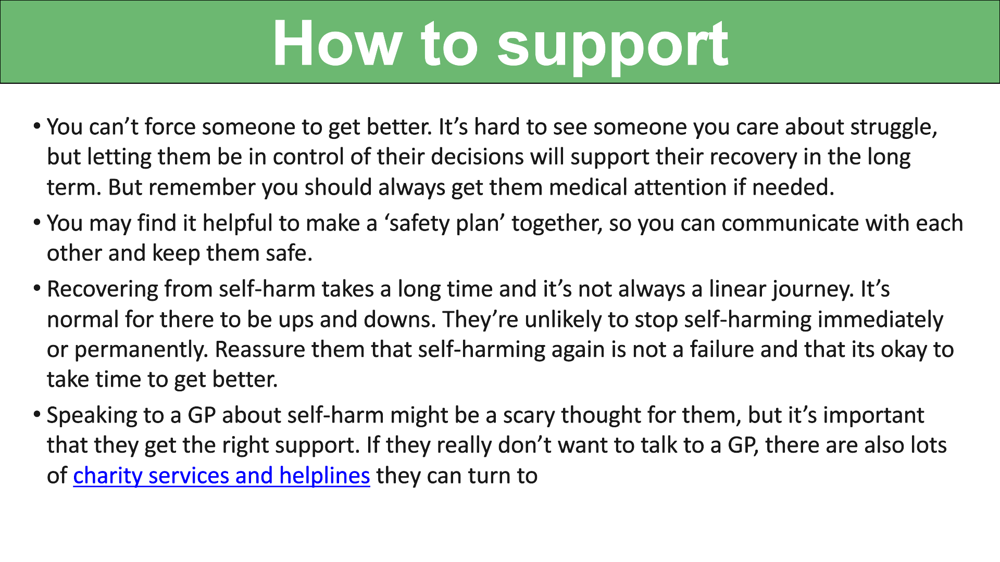 How to support
• You can’t force someone to get better. It’s hard to see someone you care about struggle,
but letting them be in control of their decisions will support their recovery in the long
term. But remember you should always get them medical attention if needed.
• You may find it helpful to make a ‘safety plan’ together, so you can communicate with each
other and keep them safe.
• Recovering from self-harm takes a long time and it’s not always a linear journey. It’s
normal for there to be ups and downs. They’re unlikely to stop self-harming immediately
or permanently. Reassure them that self-harming again is not a failure and that its okay to
take time to get better.
• Speaking to a GP about self-harm might be a scary thought for them, but it’s important
that they get the right support. If they really don’t want to talk to a GP, there are also lots
of charity services and helplines they can turn to